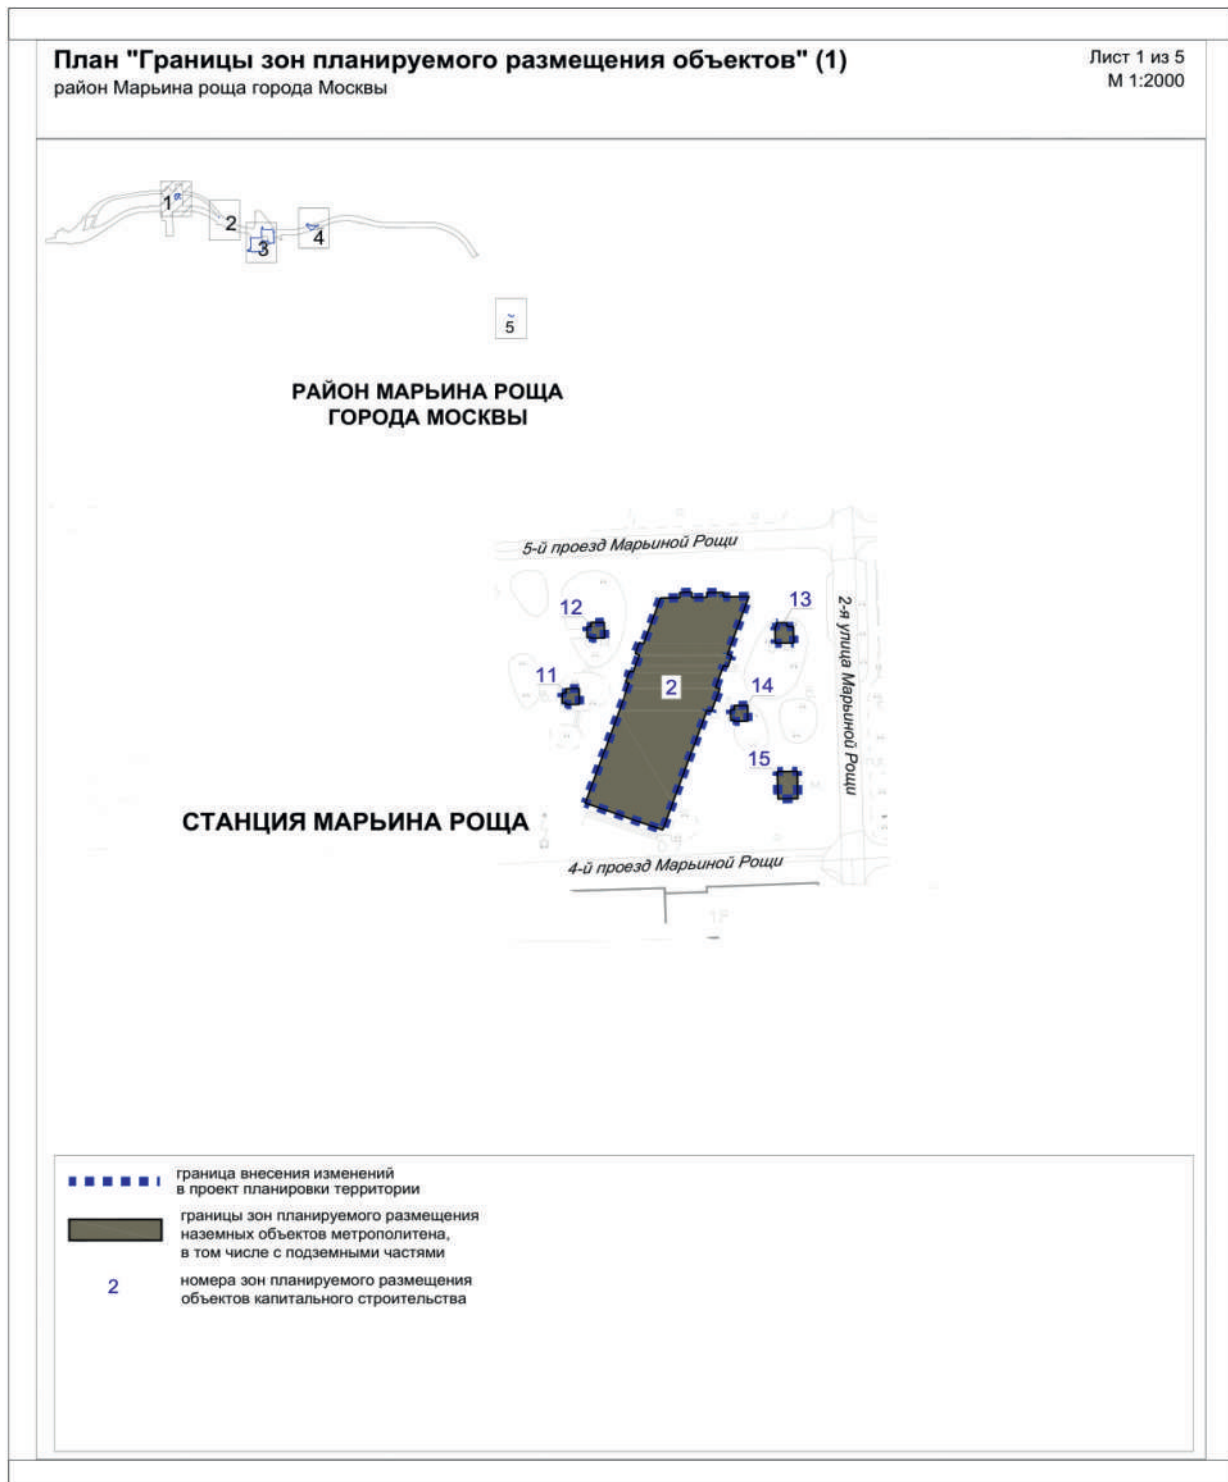 План "Границы зон планируемого размещения объектов" (1)
район Марьина роща города Москвы
Лист 1 из 5
М 1:2000
1
2
3
4
5
РАЙОН МАРЬИНА РОЩА
ГОРОДА МОСКВЫ
5-й проезд Марьиной Рощи
12
13
2-я улица Марьиной Рощи
11
2
14
15
СТАНЦИЯ МАРЬИНА РОЩА
4-й проезд Марьиной Рощи
граница внесения изменений
в проект планировки территории
границы зон планируемого размещения
наземных объектов метрополитена,
в том числе с подземными частями
2
номера зон планируемого размещения
объектов капитального строительства